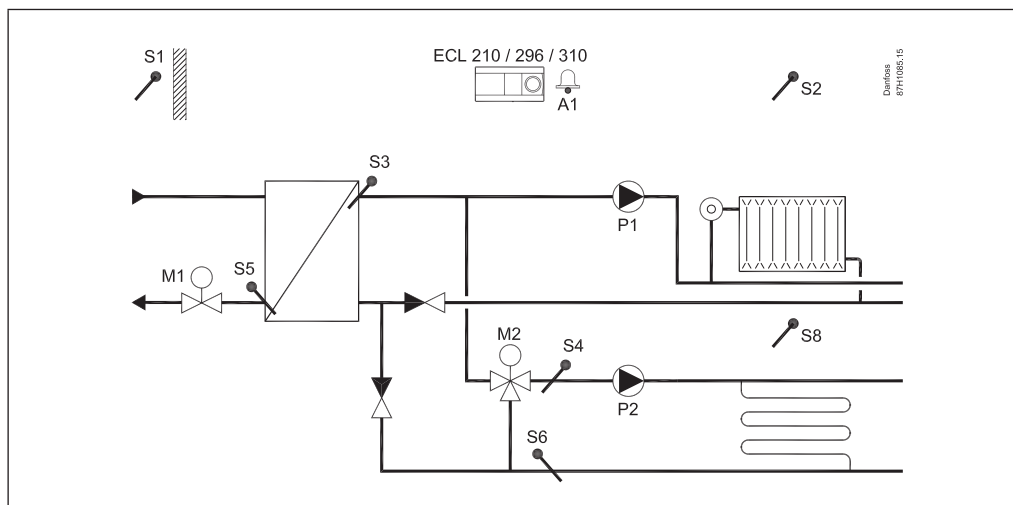 S1
ECL 210 / 296 / 310
A1
S2
Danfoss
87H1085.15
S3
P1
M1
S5
S8
M2
S4
P2
S6